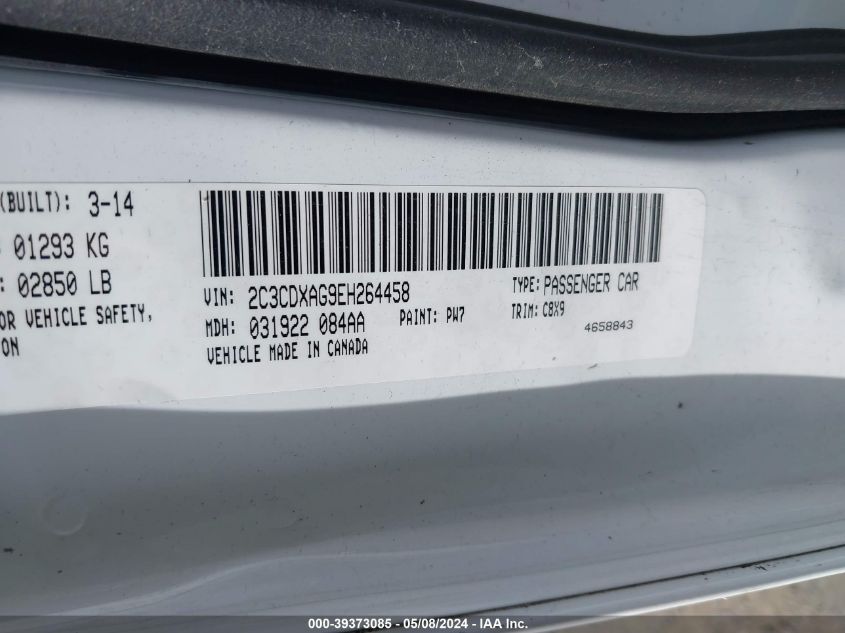 (BUILT): 3-14
01293 KG
: 02850 LB
OR VEHICLE SAFETY,
ON
VIN: 2C3CDXAG9EH264458
TYPE: PASSENGER CAR
MDH: 031922 084AA
PAINT: PW7
TRIM: C8X9
VEHICLE MADE IN CANADA
4658843
000-39373085 - 05/08/2024 - IAA Inc.